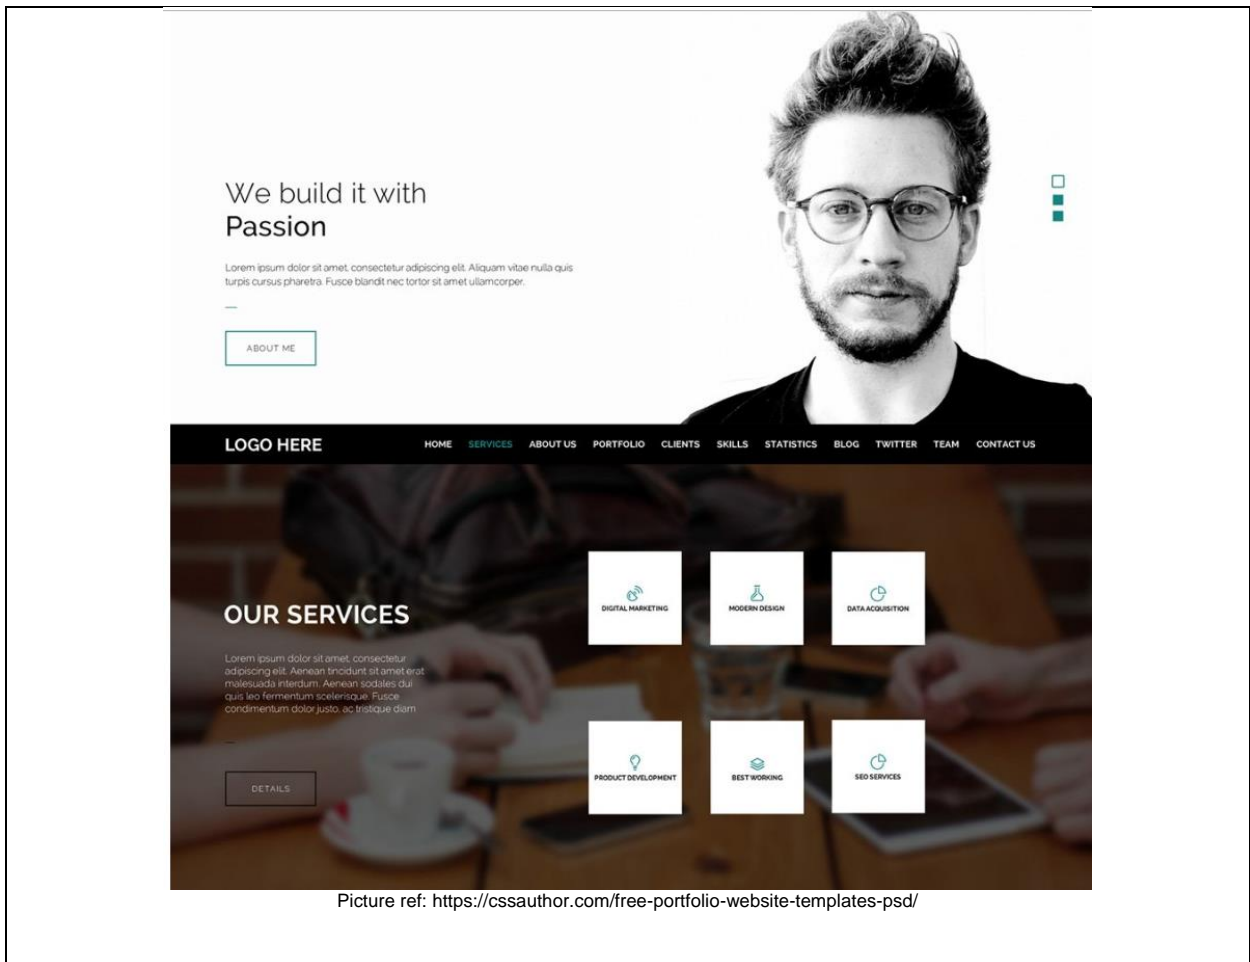 We build it with
Passion
Lorem ipsum dolor sit amet, consectetur adipiscing elit. Aliquam vitae nulla quis
turpis cursus pharetra. Fusce blandit nec tortor sit amet ullamcorper.
ABOUT ME
LOGO HERE HOME SERVICES ABOUT US PORTFOLIO CLIENTS SKILLS STATISTICS BLOG TWITTER TEAM CONTACT US
OUR SERVICES
Lorem ipsum dolor sit amet, consectetur
adipiscing elit. Aenean tincidunt sit amet erat
malesuada interdum. Aenean sodales dui
quis leo fermentum scelerisque. Fusce
condimentum dolor justo, ac tristique diam
DETAILS
DIGITAL MARKETING MODERN DESIGN DATA ACQUISITION
PRODUCT DEVELOPMENT BEST WORKING SEO SERVICES
Picture ref: https://cssauthor.com/free-portfolio-website-templates-psd/